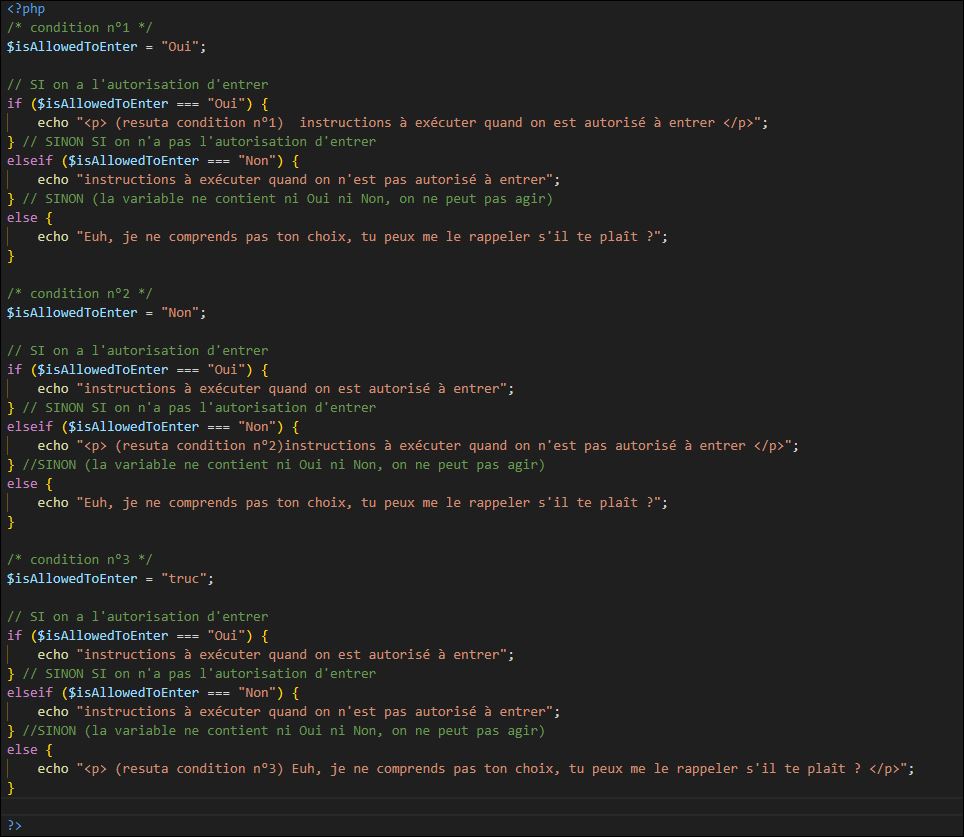 <?php
/* condition n°1 */
$isAllowedToEnter = "Oui";

// SI on a l'autorisation d'entrer
if ($isAllowedToEnter === "Oui") {
    echo "<p> (resuta condition n°1)  instructions à exécuter quand on est autorisé à entrer </p>";
} // SINON SI on n'a pas l'autorisation d'entrer
elseif ($isAllowedToEnter === "Non") {
    echo "instructions à exécuter quand on n'est pas autorisé à entrer";
} // SINON (la variable ne contient ni Oui ni Non, on ne peut pas agir)
else {
    echo "Euh, je ne comprends pas ton choix, tu peux me le rappeler s'il te plaît ?";
}

/* condition n°2 */
$isAllowedToEnter = "Non";

// SI on a l'autorisation d'entrer
if ($isAllowedToEnter === "Oui") {
    echo "instructions à exécuter quand on est autorisé à entrer";
} // SINON SI on n'a pas l'autorisation d'entrer
elseif ($isAllowedToEnter === "Non") {
    echo "<p> (resuta condition n°2)instructions à exécuter quand on n'est pas autorisé à entrer </p>";
} //SINON (la variable ne contient ni Oui ni Non, on ne peut pas agir)
else {
    echo "Euh, je ne comprends pas ton choix, tu peux me le rappeler s'il te plaît ?";
}

/* condition n°3 */
$isAllowedToEnter = "truc";

// SI on a l'autorisation d'entrer
if ($isAllowedToEnter === "Oui") {
    echo "instructions à exécuter quand on est autorisé à entrer";
} // SINON SI on n'a pas l'autorisation d'entrer
elseif ($isAllowedToEnter === "Non") {
    echo "instructions à exécuter quand on n'est pas autorisé à entrer";
} //SINON (la variable ne contient ni Oui ni Non, on ne peut pas agir)
else {
    echo "<p> (resuta condition n°3) Euh, je ne comprends pas ton choix, tu peux me le rappeler s'il te plaît ? </p>";
}

?>